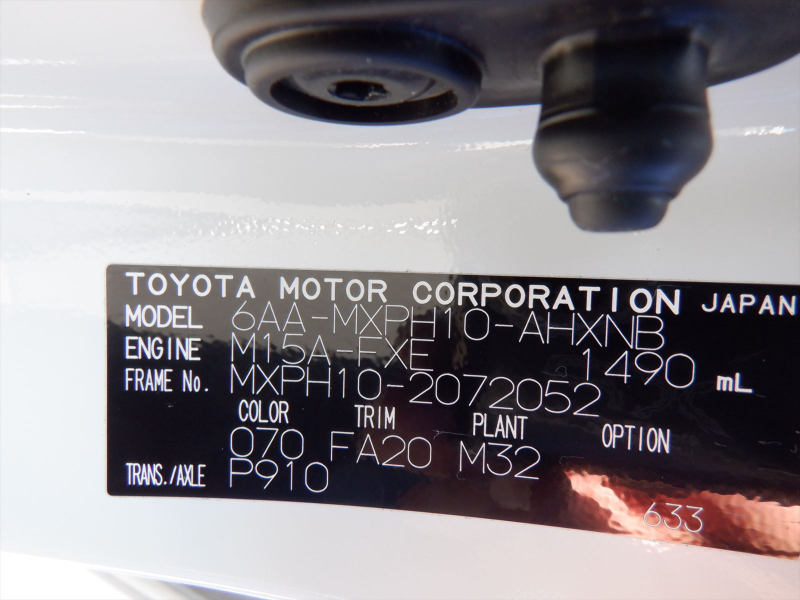 TOYOTA MOTOR CORPORATION JAPAN
MODEL 6AA-MXPH10-AHXNB
ENGINE M15A-FXE 1490 mL
FRAME No. MXPH10-2072052
COLOR TRIM PLANT OPTION
070 FA20 M32
TRANS./AXLE P910
633